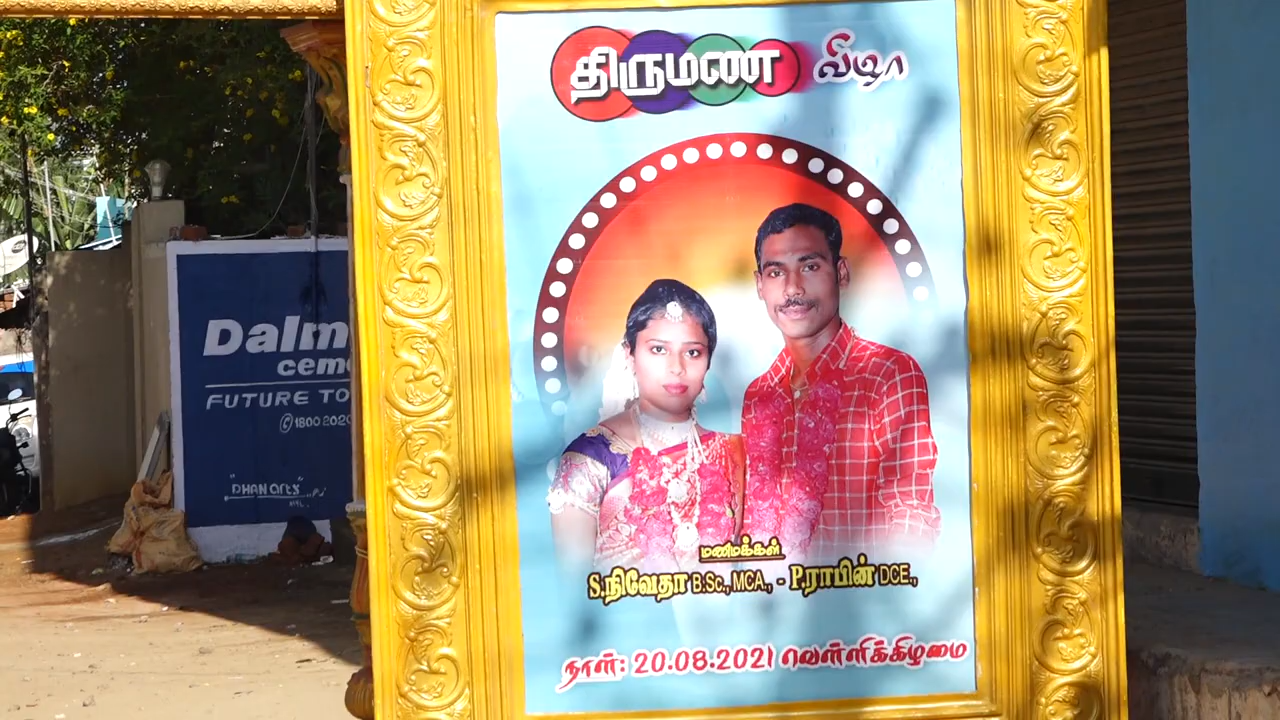 திருமண விழா
Dalm
ceme
FUTURE TO
1800 2020
"DHAN arts"
மணமக்கள்
S.நிவேதா B.Sc., MCA., - P.ராபின் DCE.,
நாள்: 20.08.2021 வெள்ளிக்கிழமை